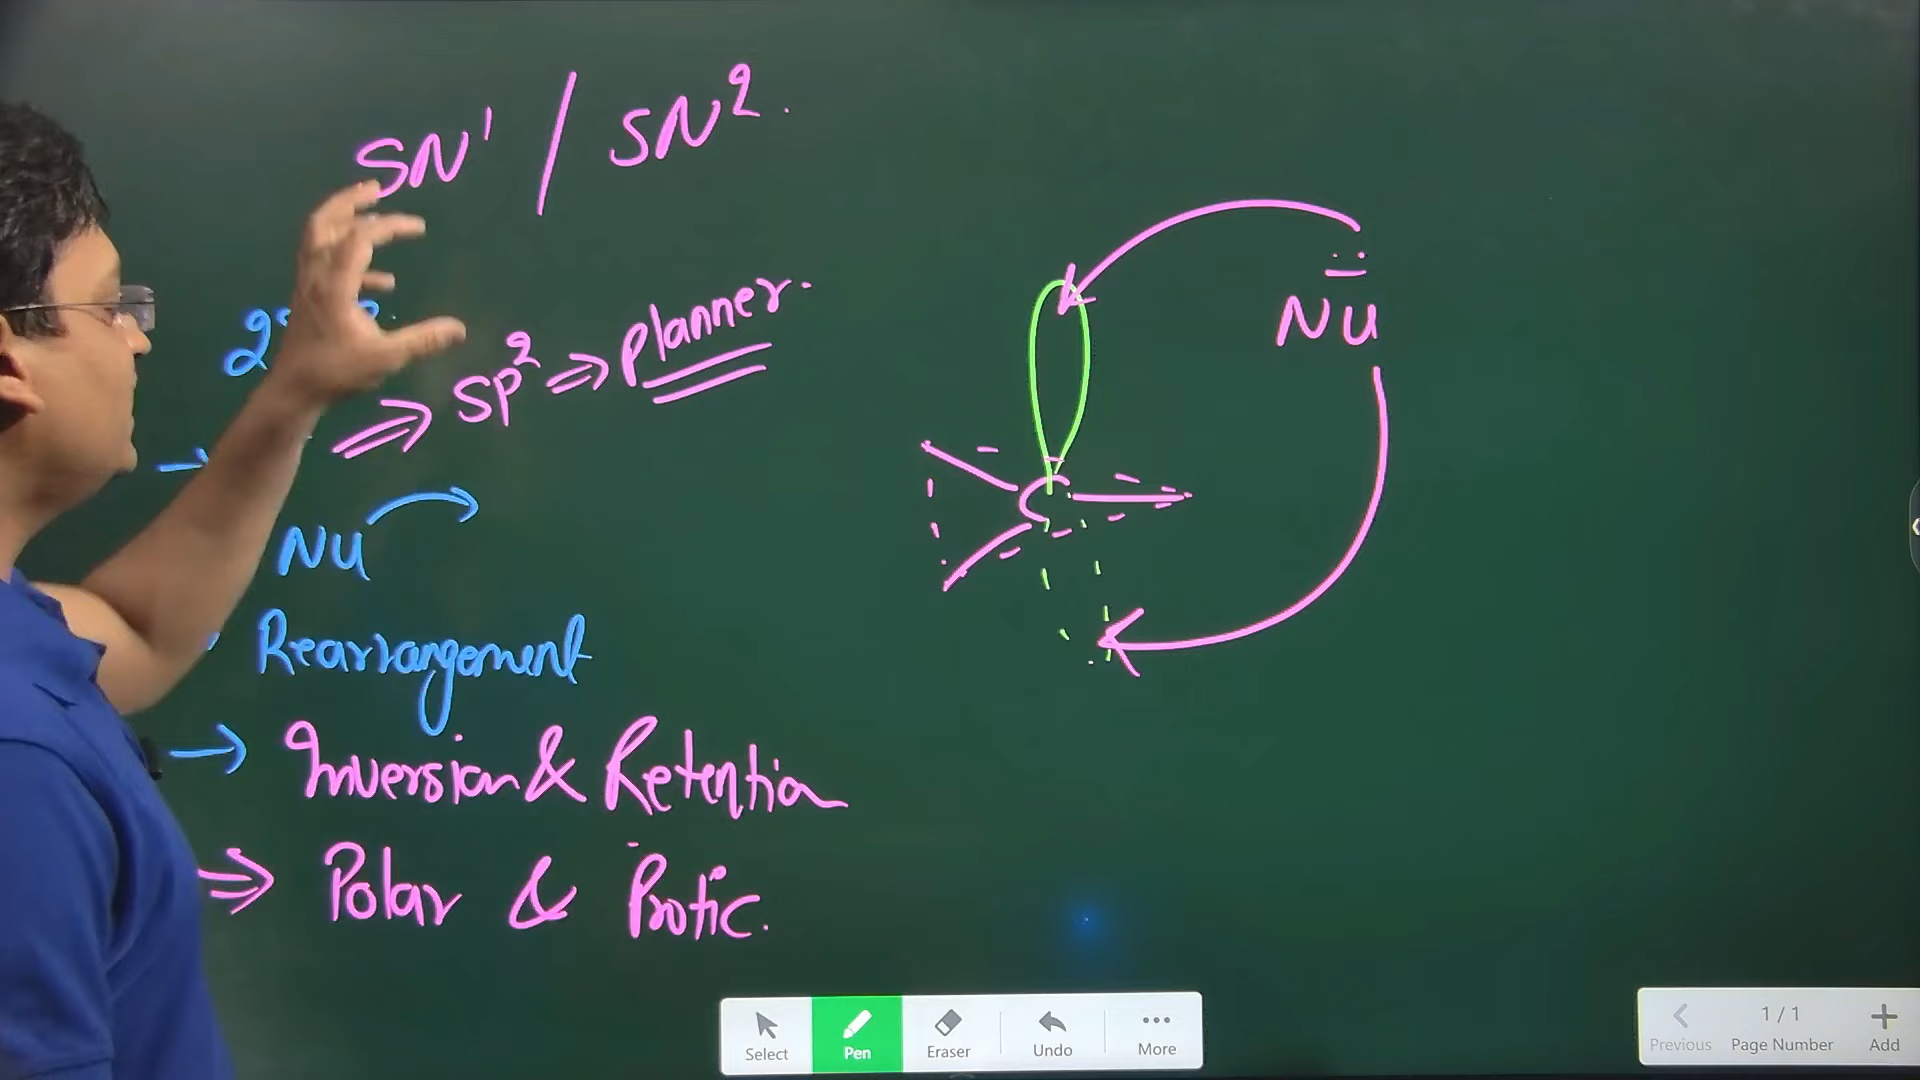 SN¹ / SN².
⇒ SP² ⇒ Planner.
NU
NU
Rearrangement
→ Inversion & Retention
⇒ Polar & Protic.
Select
Pen
Eraser
Undo
More
Previous
1 / 1
Page Number
Add